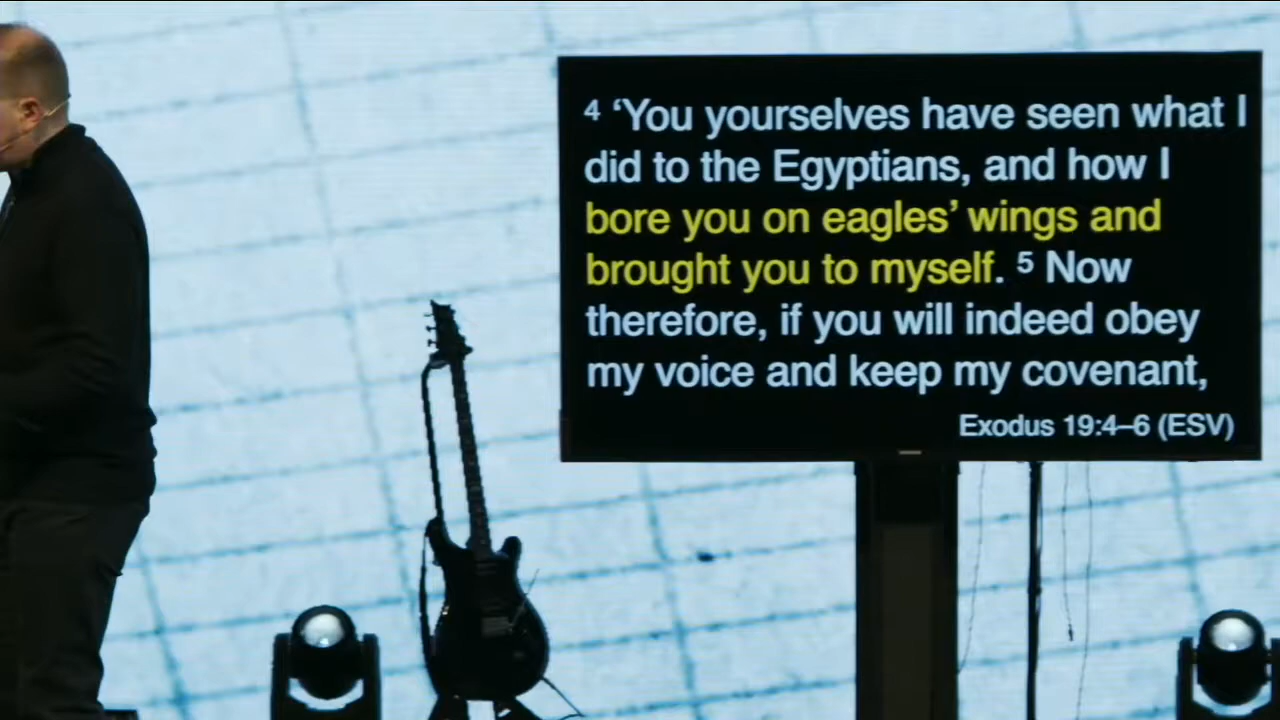 4 ‘You yourselves have seen what I
did to the Egyptians, and how I
bore you on eagles’ wings and
brought you to myself. 5 Now
therefore, if you will indeed obey
my voice and keep my covenant,
Exodus 19:4–6 (ESV)